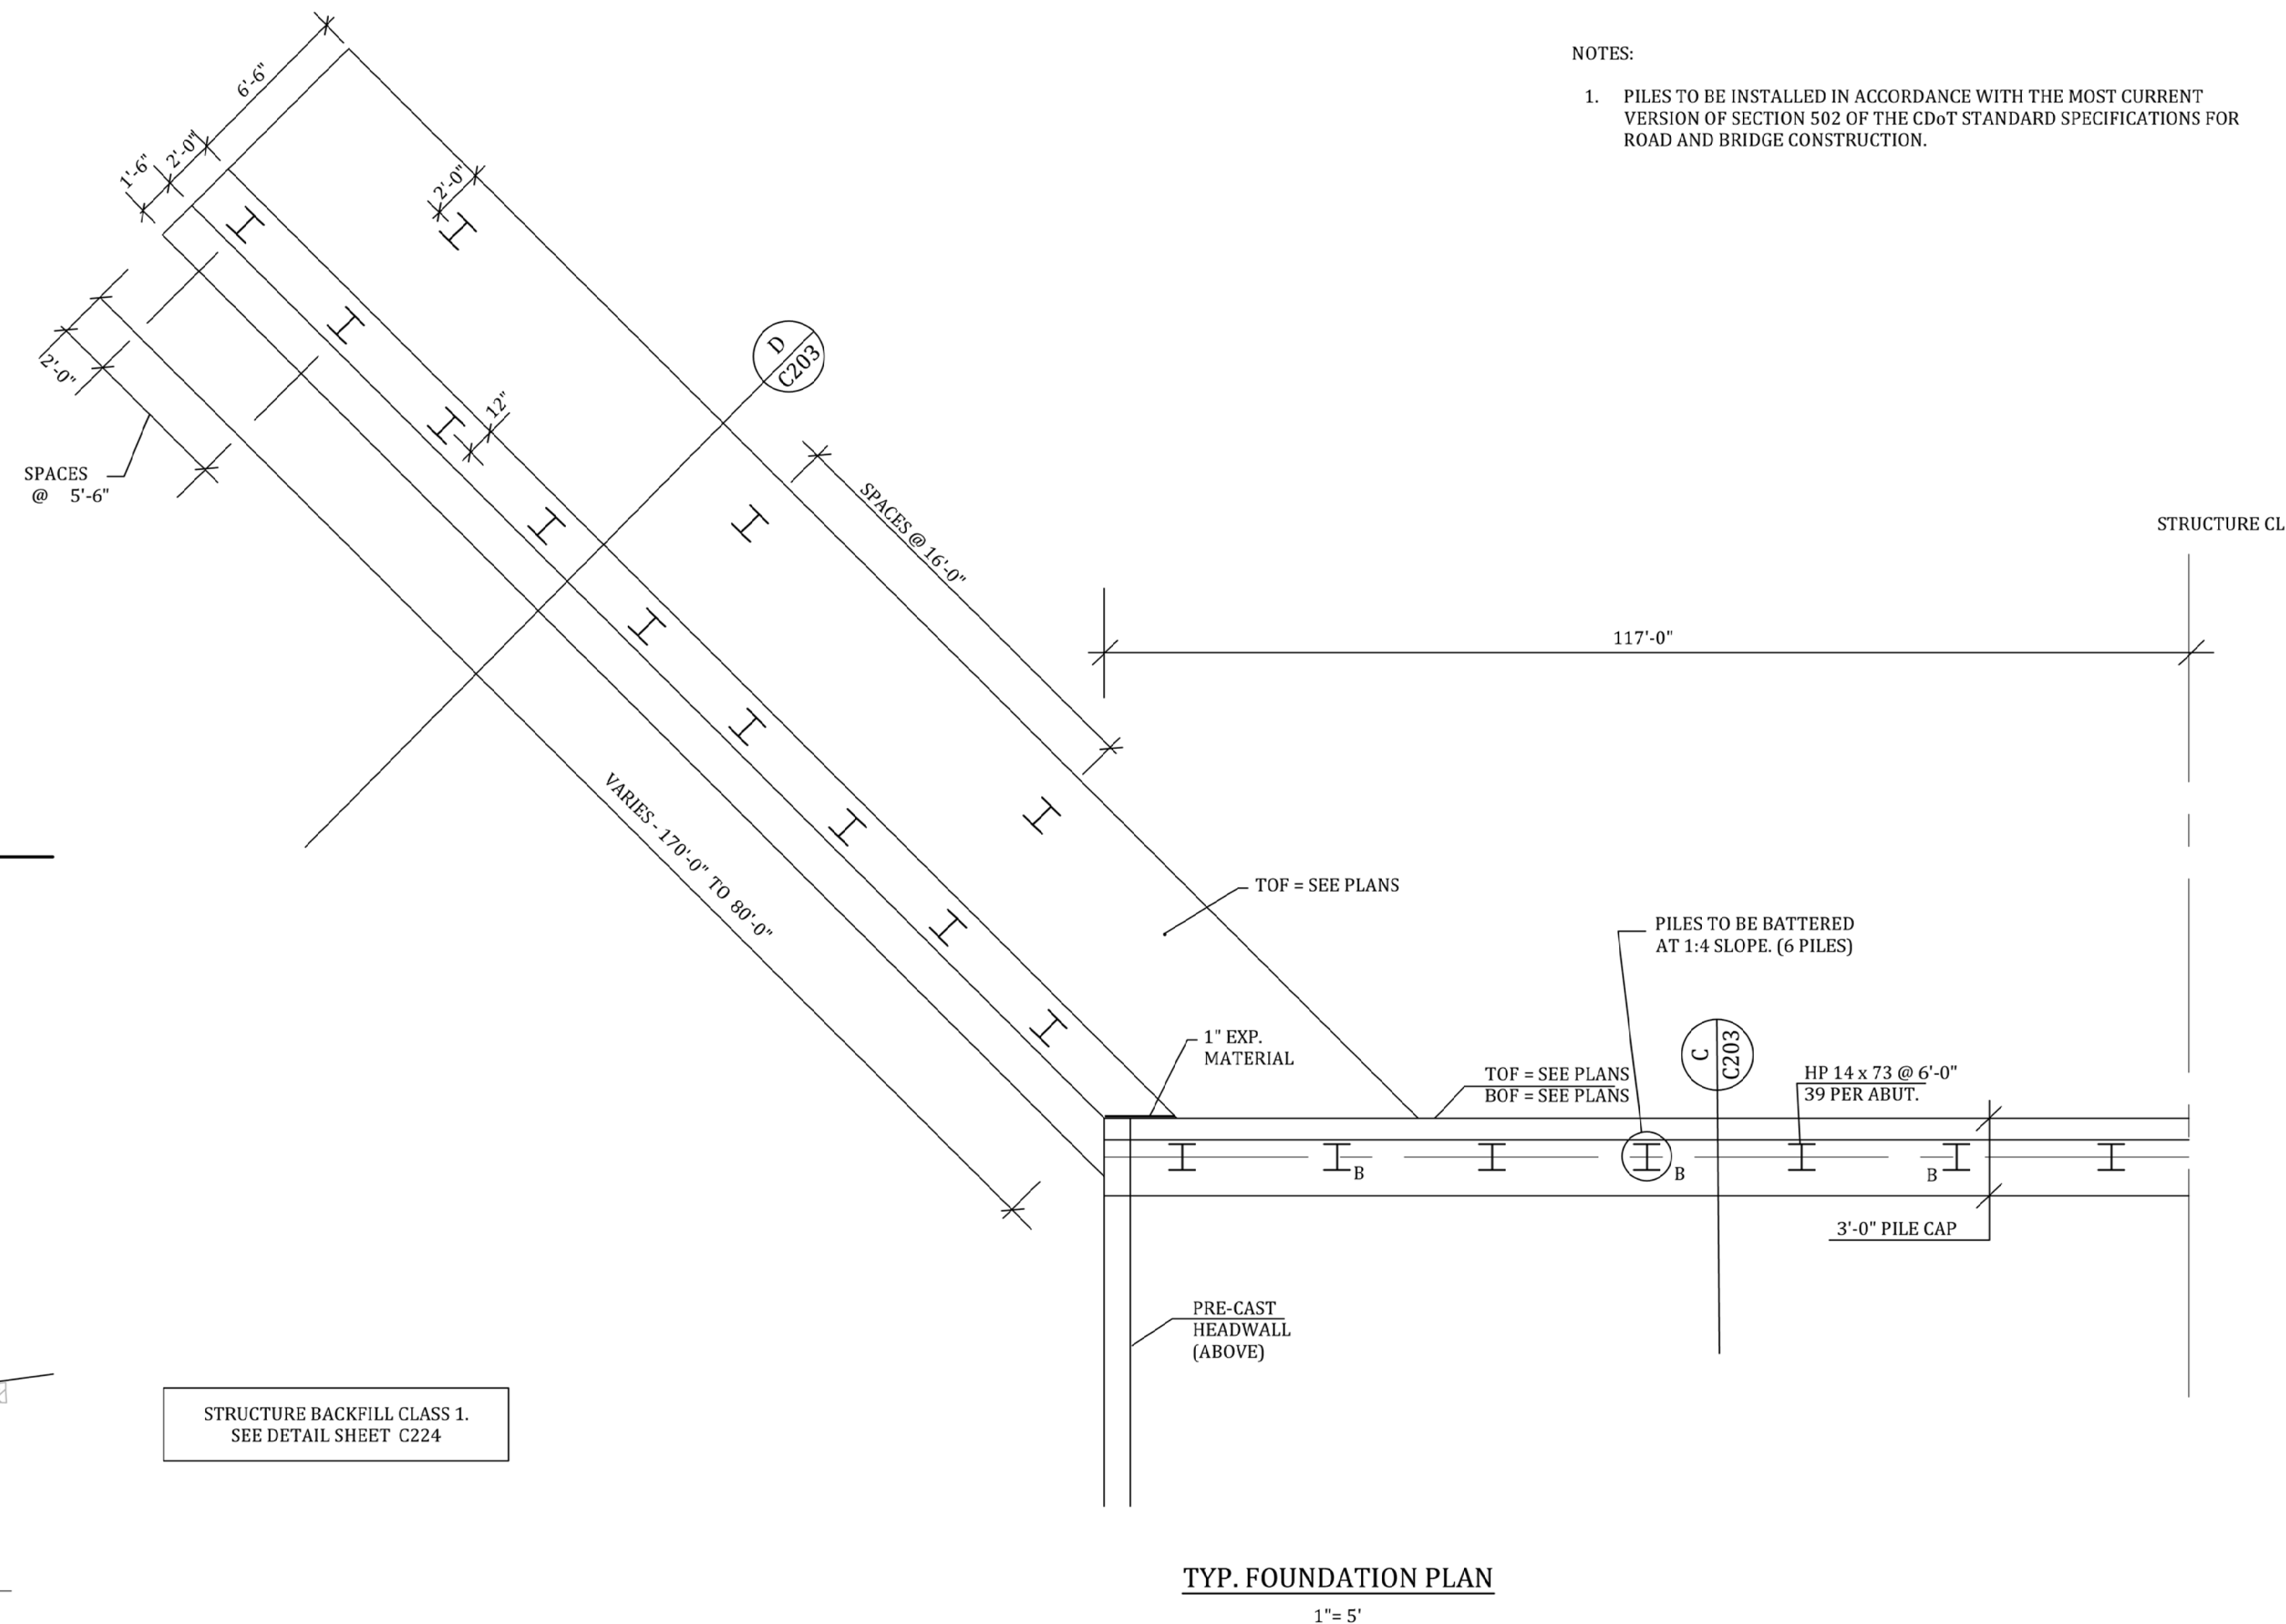 NOTES:
1. PILES TO BE INSTALLED IN ACCORDANCE WITH THE MOST CURRENT
VERSION OF SECTION 502 OF THE CDoT STANDARD SPECIFICATIONS FOR
ROAD AND BRIDGE CONSTRUCTION.
6'-6"
2'-0"
1'-6"
2'-0"
D
C203
2'-0"
12"
SPACES
@ 5'-6"
SPACES @ 16'-0"
STRUCTURE CL
117'-0"
VARIES - 170'-0" TO 80'-0"
TOF = SEE PLANS
PILES TO BE BATTERED
AT 1:4 SLOPE. (6 PILES)
1" EXP.
MATERIAL
C
C203
TOF = SEE PLANS
BOF = SEE PLANS
HP 14 x 73 @ 6'-0"
39 PER ABUT.
B
B
B
3'-0" PILE CAP
PRE-CAST
HEADWALL
(ABOVE)
STRUCTURE BACKFILL CLASS 1.
SEE DETAIL SHEET C224
TYP. FOUNDATION PLAN
1"= 5'